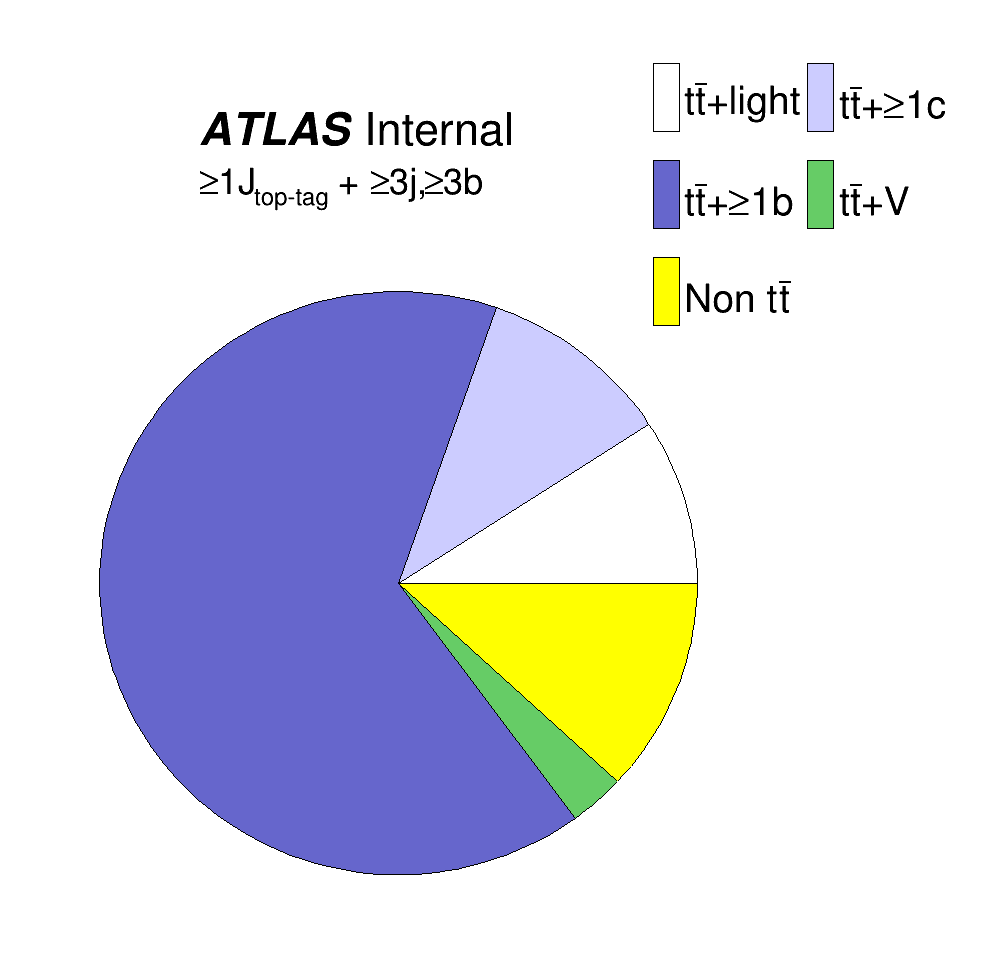 ATLAS Internal
≥1J_top-tag + ≥3j,≥3b
tt̄+light
tt̄+≥1c
tt̄+≥1b
tt̄+V
Non tt̄